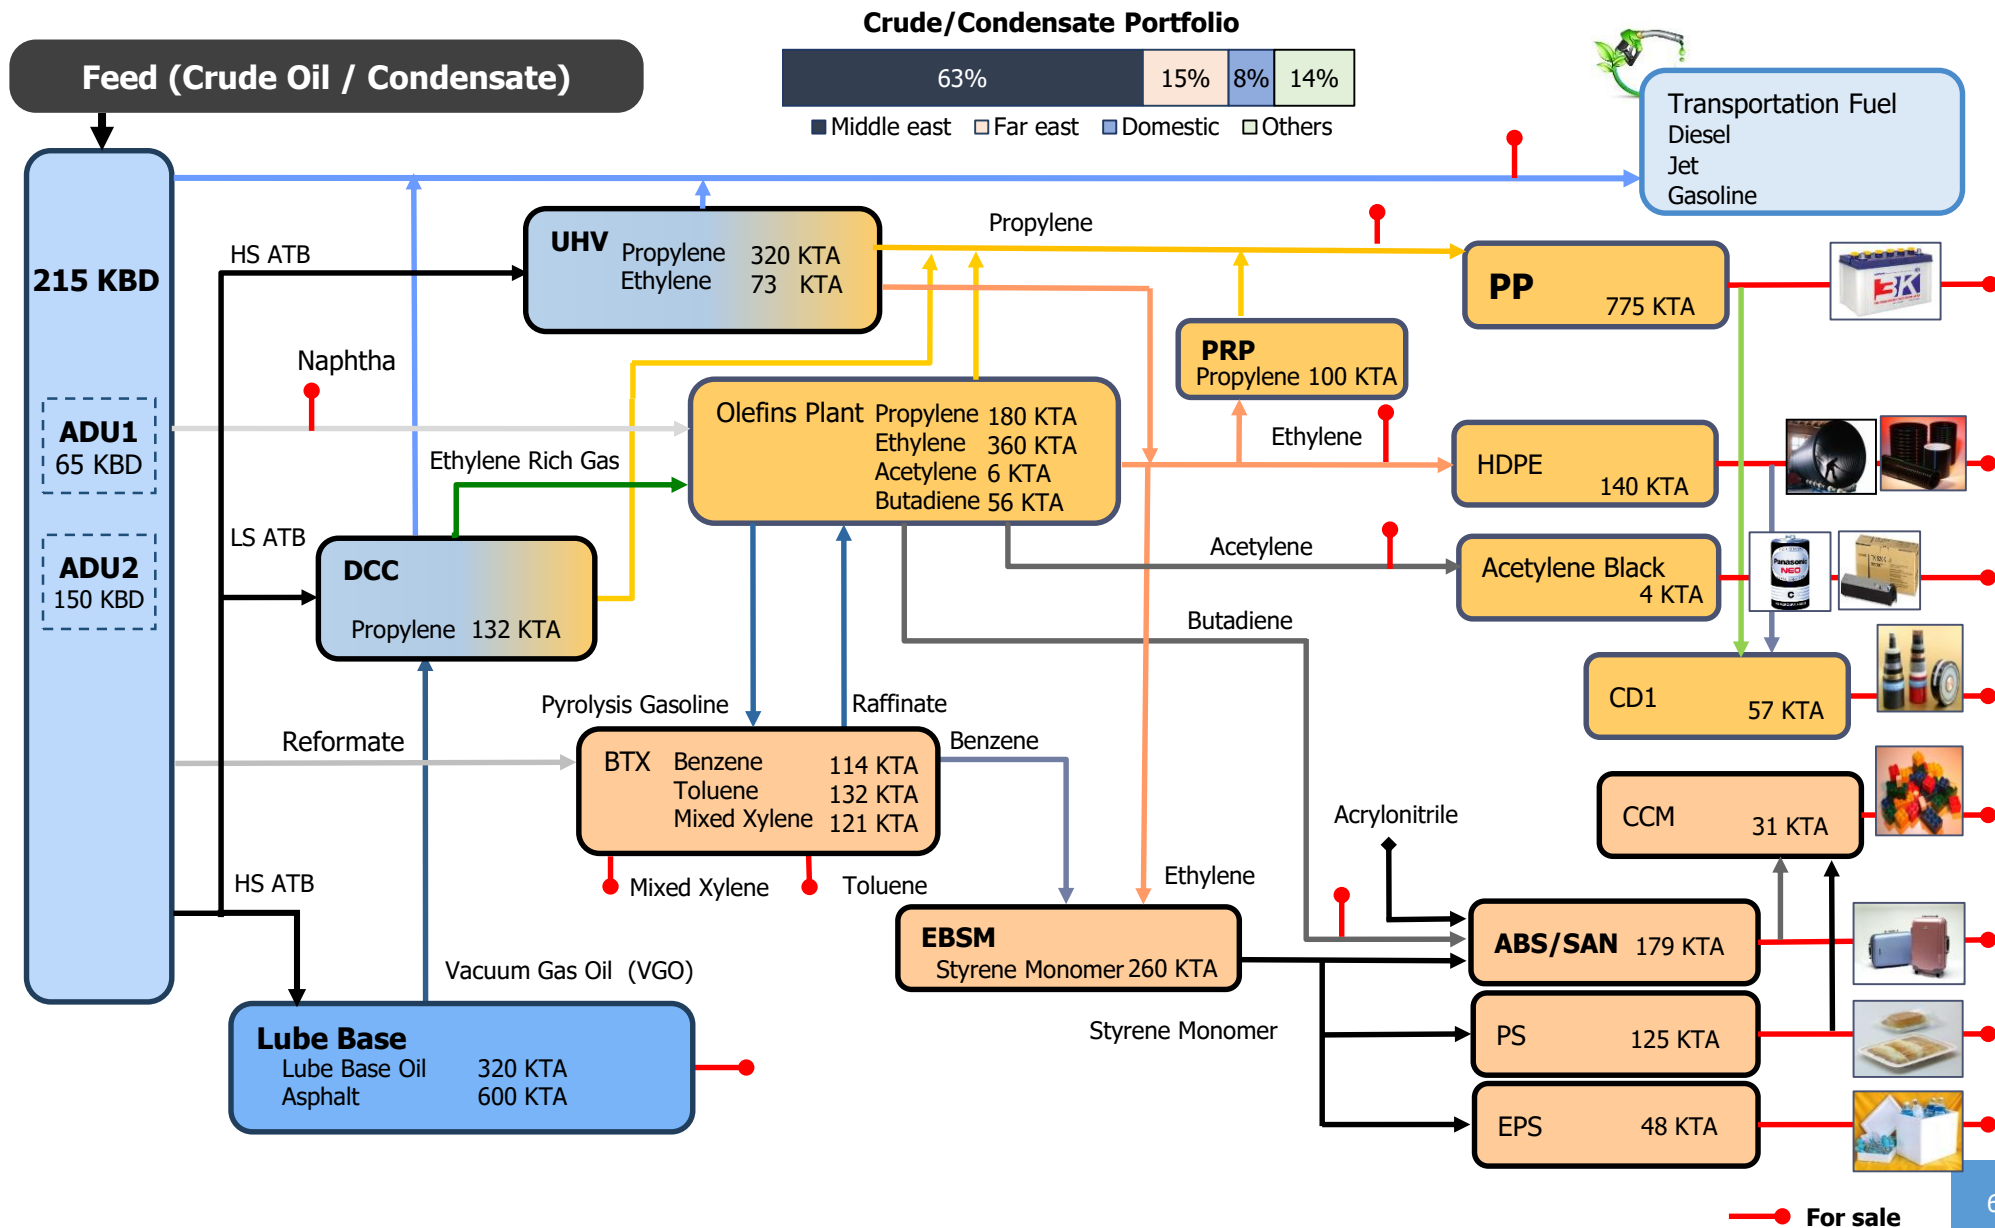 Crude/Condensate Portfolio
Feed (Crude Oil / Condensate)
63% 15% 8% 14%
Middle east Far east Domestic Others
Transportation Fuel
Diesel
Jet
Gasoline
215 KBD
ADU1
65 KBD
ADU2
150 KBD
HS ATB
UHV
Propylene 320 KTA
Ethylene 73 KTA
Propylene
PP
775 KTA
3K
Naphtha
PRP
Propylene 100 KTA
Olefins Plant Propylene 180 KTA
Ethylene 360 KTA
Acetylene 6 KTA
Butadiene 56 KTA
Ethylene
HDPE
140 KTA
Ethylene Rich Gas
LS ATB
DCC
Propylene 132 KTA
Acetylene
Acetylene Black
4 KTA
Panasonic
NEO
C
Butadiene
CD1
57 KTA
Pyrolysis Gasoline
Raffinate
Reformate
BTX Benzene 114 KTA
Toluene 132 KTA
Mixed Xylene 121 KTA
Benzene
Mixed Xylene
Toluene
Acrylonitrile
CCM
31 KTA
HS ATB
Ethylene
EBSM
Styrene Monomer 260 KTA
ABS/SAN 179 KTA
Vacuum Gas Oil (VGO)
Styrene Monomer
PS
125 KTA
Lube Base
Lube Base Oil 320 KTA
Asphalt 600 KTA
EPS
48 KTA
For sale
6